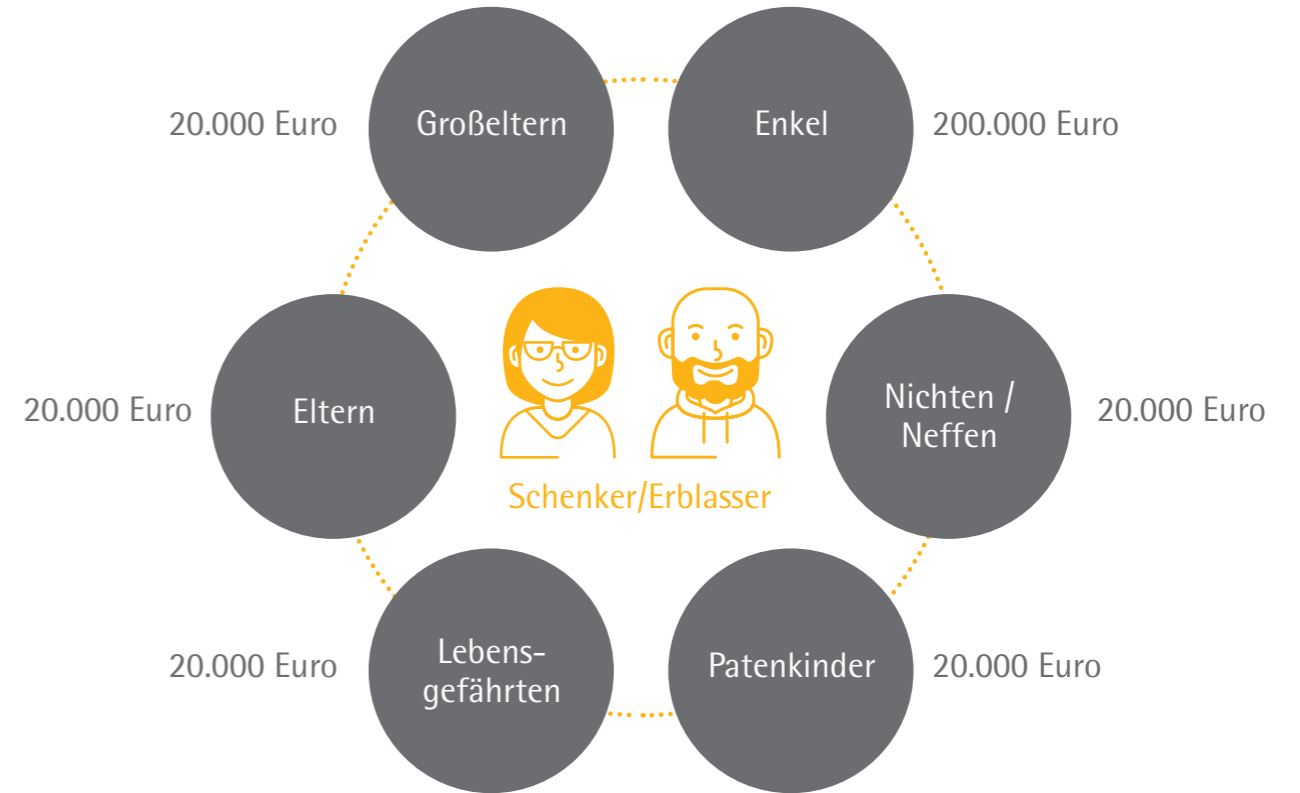 20.000 Euro
Großeltern
Enkel
200.000 Euro
20.000 Euro
Eltern
Nichten /
Neffen
20.000 Euro
Schenker/Erblasser
20.000 Euro
Lebens-
gefährten
Patenkinder
20.000 Euro